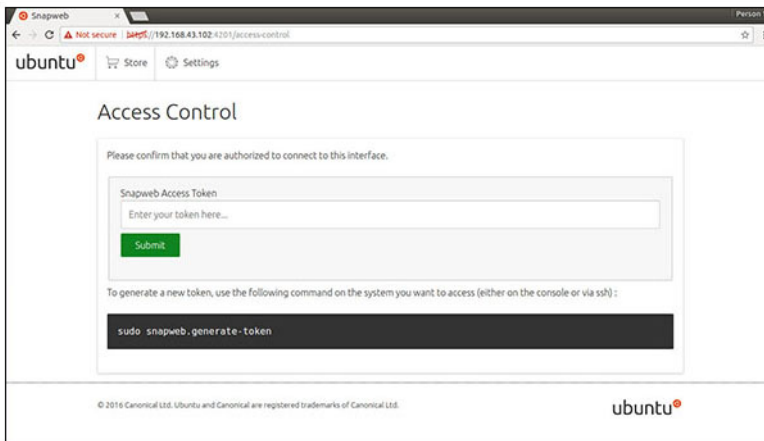 Snapweb
Person
Not secure | https://192.168.43.102:4201/access-control
ubuntu Store Settings
Access Control
Please confirm that you are authorized to connect to this interface.
Snapweb Access Token
Enter your token here...
Submit
To generate a new token, use the following command on the system you want to access (either on the console or via ssh) :
sudo snapweb.generate-token
© 2016 Canonical Ltd. Ubuntu and Canonical are registered trademarks of Canonical Ltd.
ubuntu